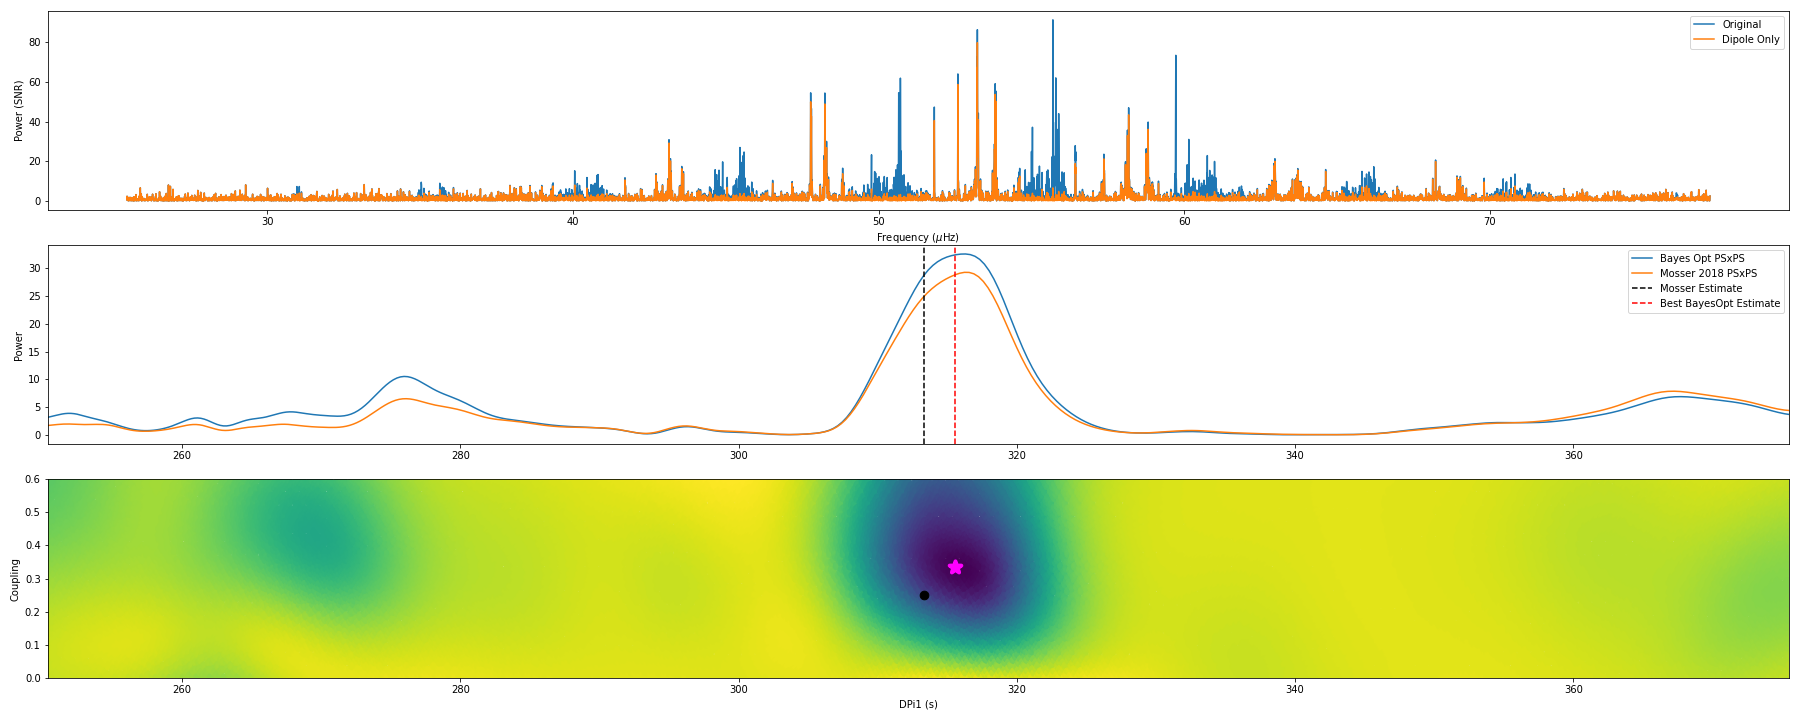 Power (SNR)
80
60
40
20
0
Original
Dipole Only
30 40 50 60 70
Frequency (μHz)
Power
30
25
20
15
10
5
0
Bayes Opt PSxPS
Mosser 2018 PSxPS
Mosser Estimate
Best BayesOpt Estimate
260 280 300 320 340 360
Coupling
0.6
0.5
0.4
0.3
0.2
0.1
0.0
260 280 300 320 340 360
DPi1 (s)